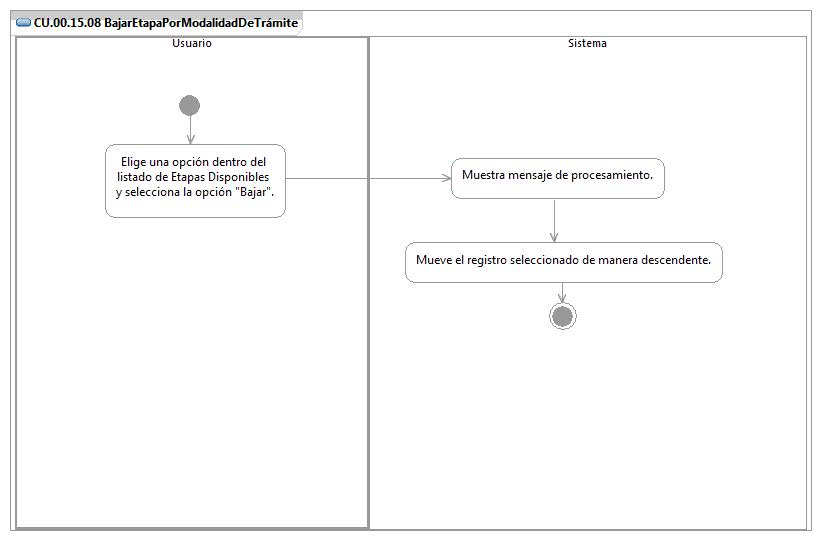 CU.00.15.08 BajarEtapaPorModalidadDeTrámite
Usuario
Sistema
Elige una opción dentro del
listado de Etapas Disponibles
y selecciona la opción "Bajar".
Muestra mensaje de procesamiento.
Mueve el registro seleccionado de manera descendente.